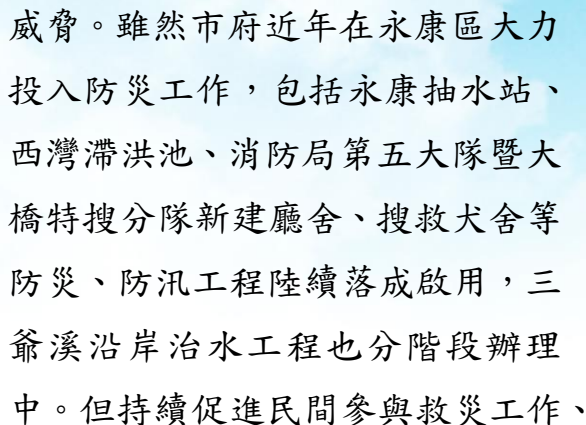 威脅。雖然市府近年在永康區大力
投入防災工作，包括永康抽水站、
西灣滯洪池、消防局第五大隊暨大
橋特搜分隊新建廳舍、搜救犬舍等
防災、防汛工程陸續落成啟用，三
爺溪沿岸治水工程也分階段辦理
中。但持續促進民間參與救災工作、